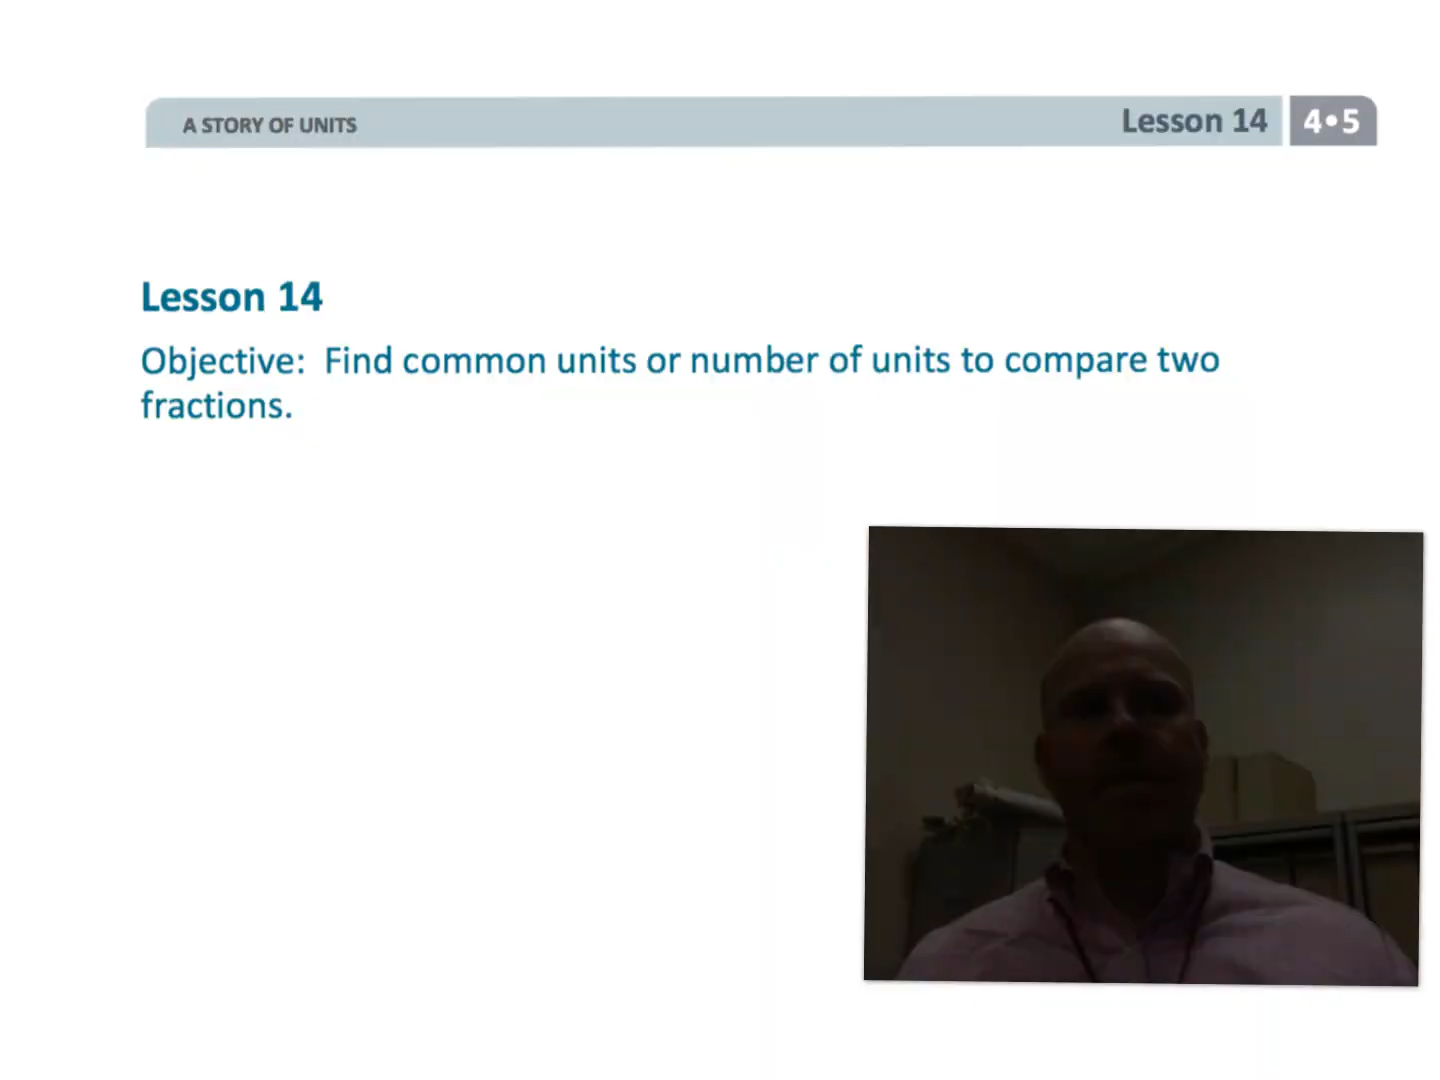 A STORY OF UNITS
Lesson 14
4•5
Lesson 14
Objective:  Find common units or number of units to compare two
fractions.